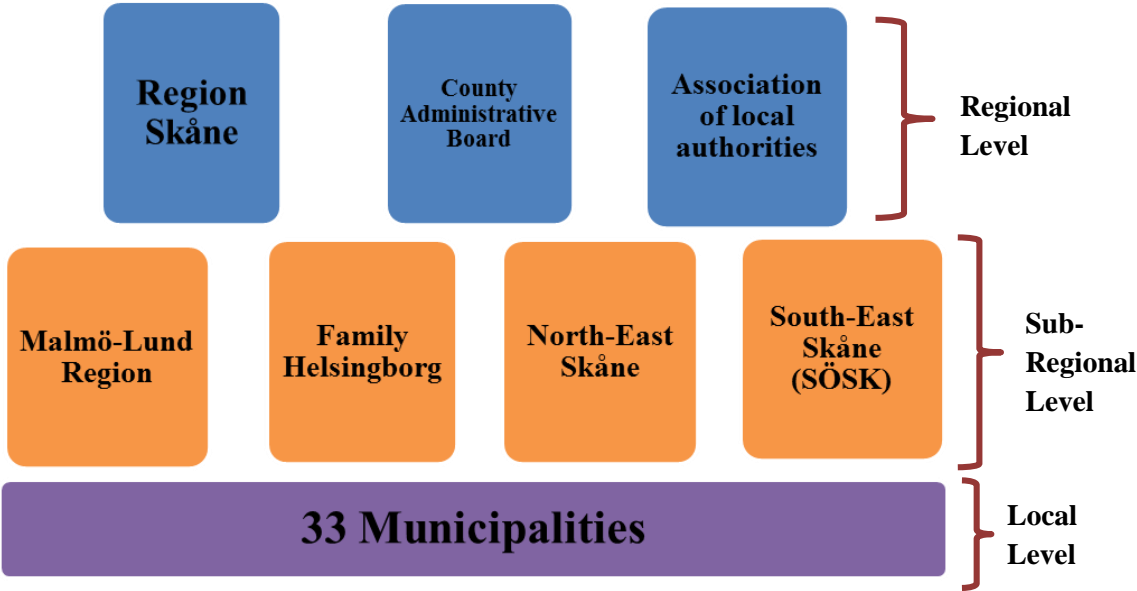 Region
Skåne
County
Administrative
Board
Association
of local
authorities
Regional
Level
Malmö-Lund
Region
Family
Helsingborg
North-East
Skåne
South-East
Skåne
(SÖSK)
Sub-
Regional
Level
33 Municipalities
Local
Level